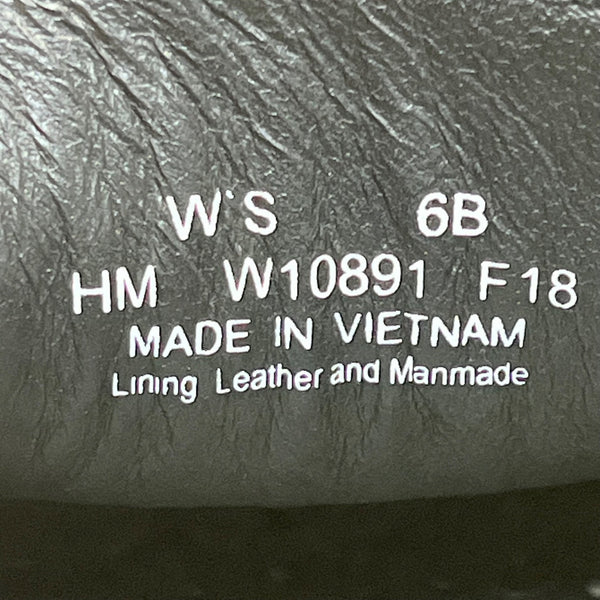 W'S 6B
HM W10891 F18
MADE IN VIETNAM
Lining Leather and Manmade